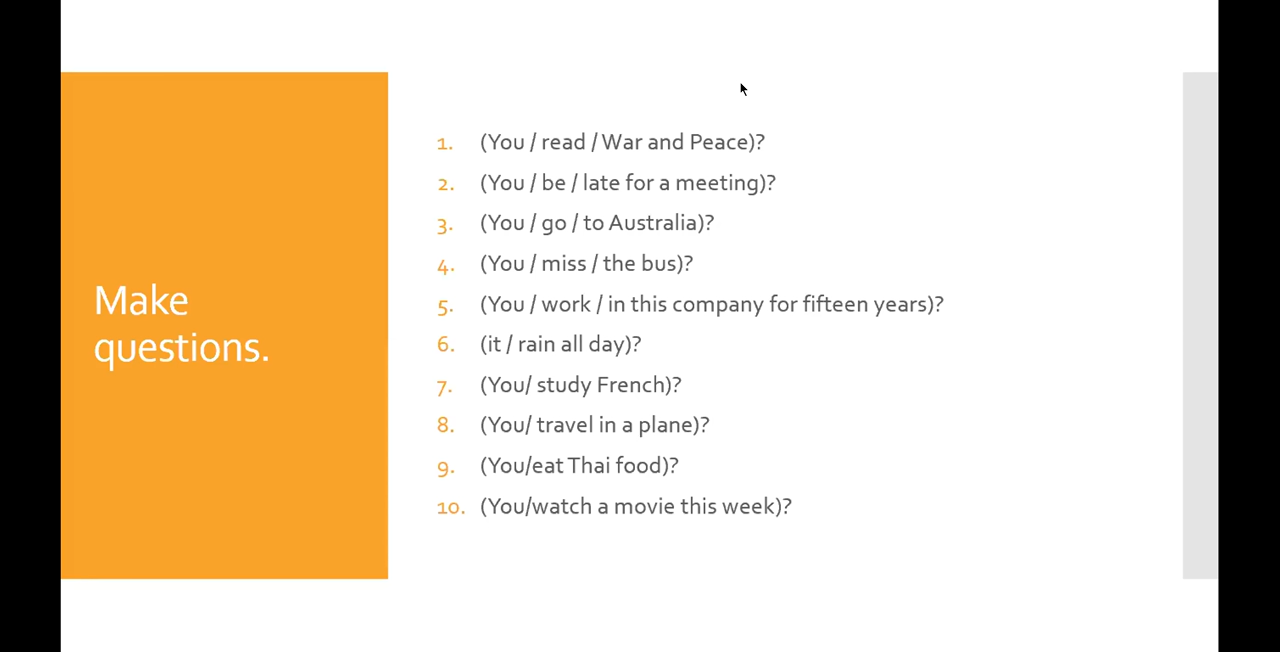 Make
questions.
1. (You / read / War and Peace)?
2. (You / be / late for a meeting)?
3. (You / go / to Australia)?
4. (You / miss / the bus)?
5. (You / work / in this company for fifteen years)?
6. (it / rain all day)?
7. (You/ study French)?
8. (You/ travel in a plane)?
9. (You/eat Thai food)?
10. (You/watch a movie this week)?